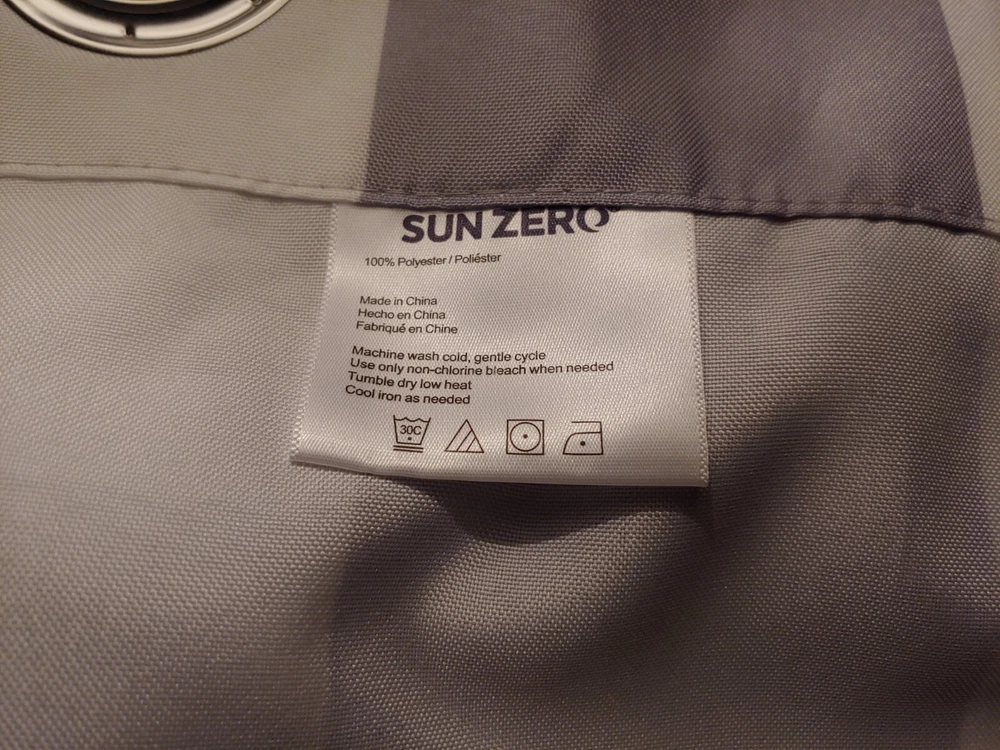 SUN ZERO
100% Polyester / Poliéster
Made in China
Hecho en China
Fabriqué en Chine
Machine wash cold, gentle cycle
Use only non-chlorine bleach when needed
Tumble dry low heat
Cool iron as needed
30C